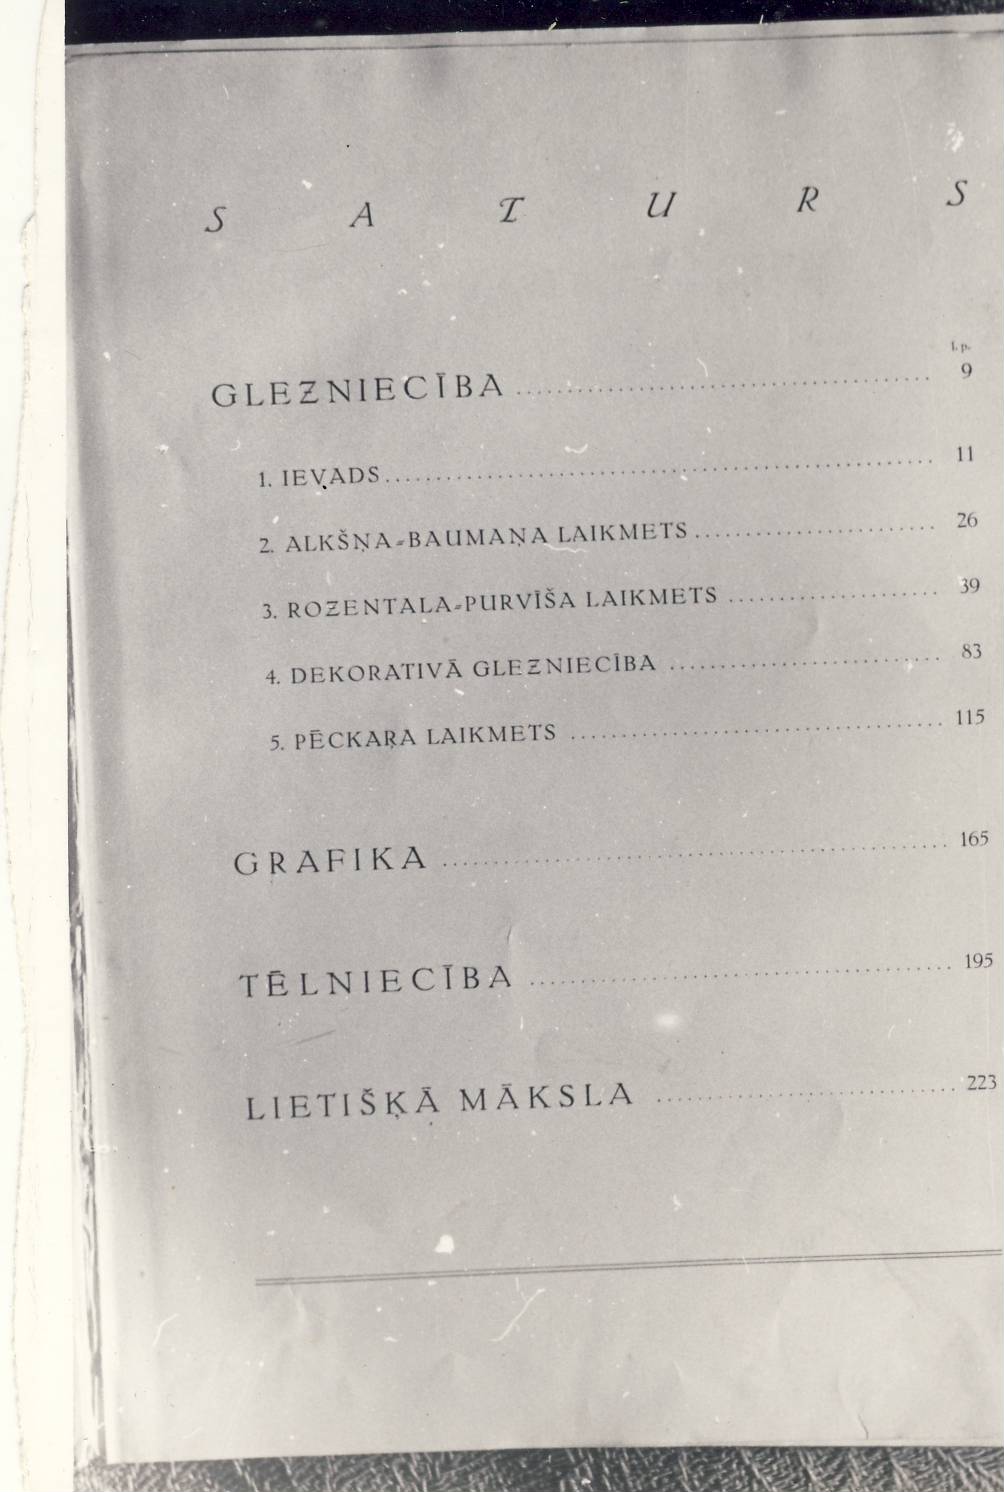 S A T U R S
l. p.
GLEZNIECĪBA ........................................ 9
1. IEVADS ........................................ 11
2. ALKŠŅA-BAUMAŅA LAIKMETS ........................................ 26
3. ROZENTALA-PURVĪŠA LAIKMETS ........................................ 39
4. DEKORATIVĀ GLEZNIECĪBA ........................................ 83
5. PĒCKAŖA LAIKMETS ........................................ 115
GRAFIKA ........................................ 165
TĒLNIECĪBA ........................................ 195
LIETIŠĶĀ MĀKSLA ........................................ 223